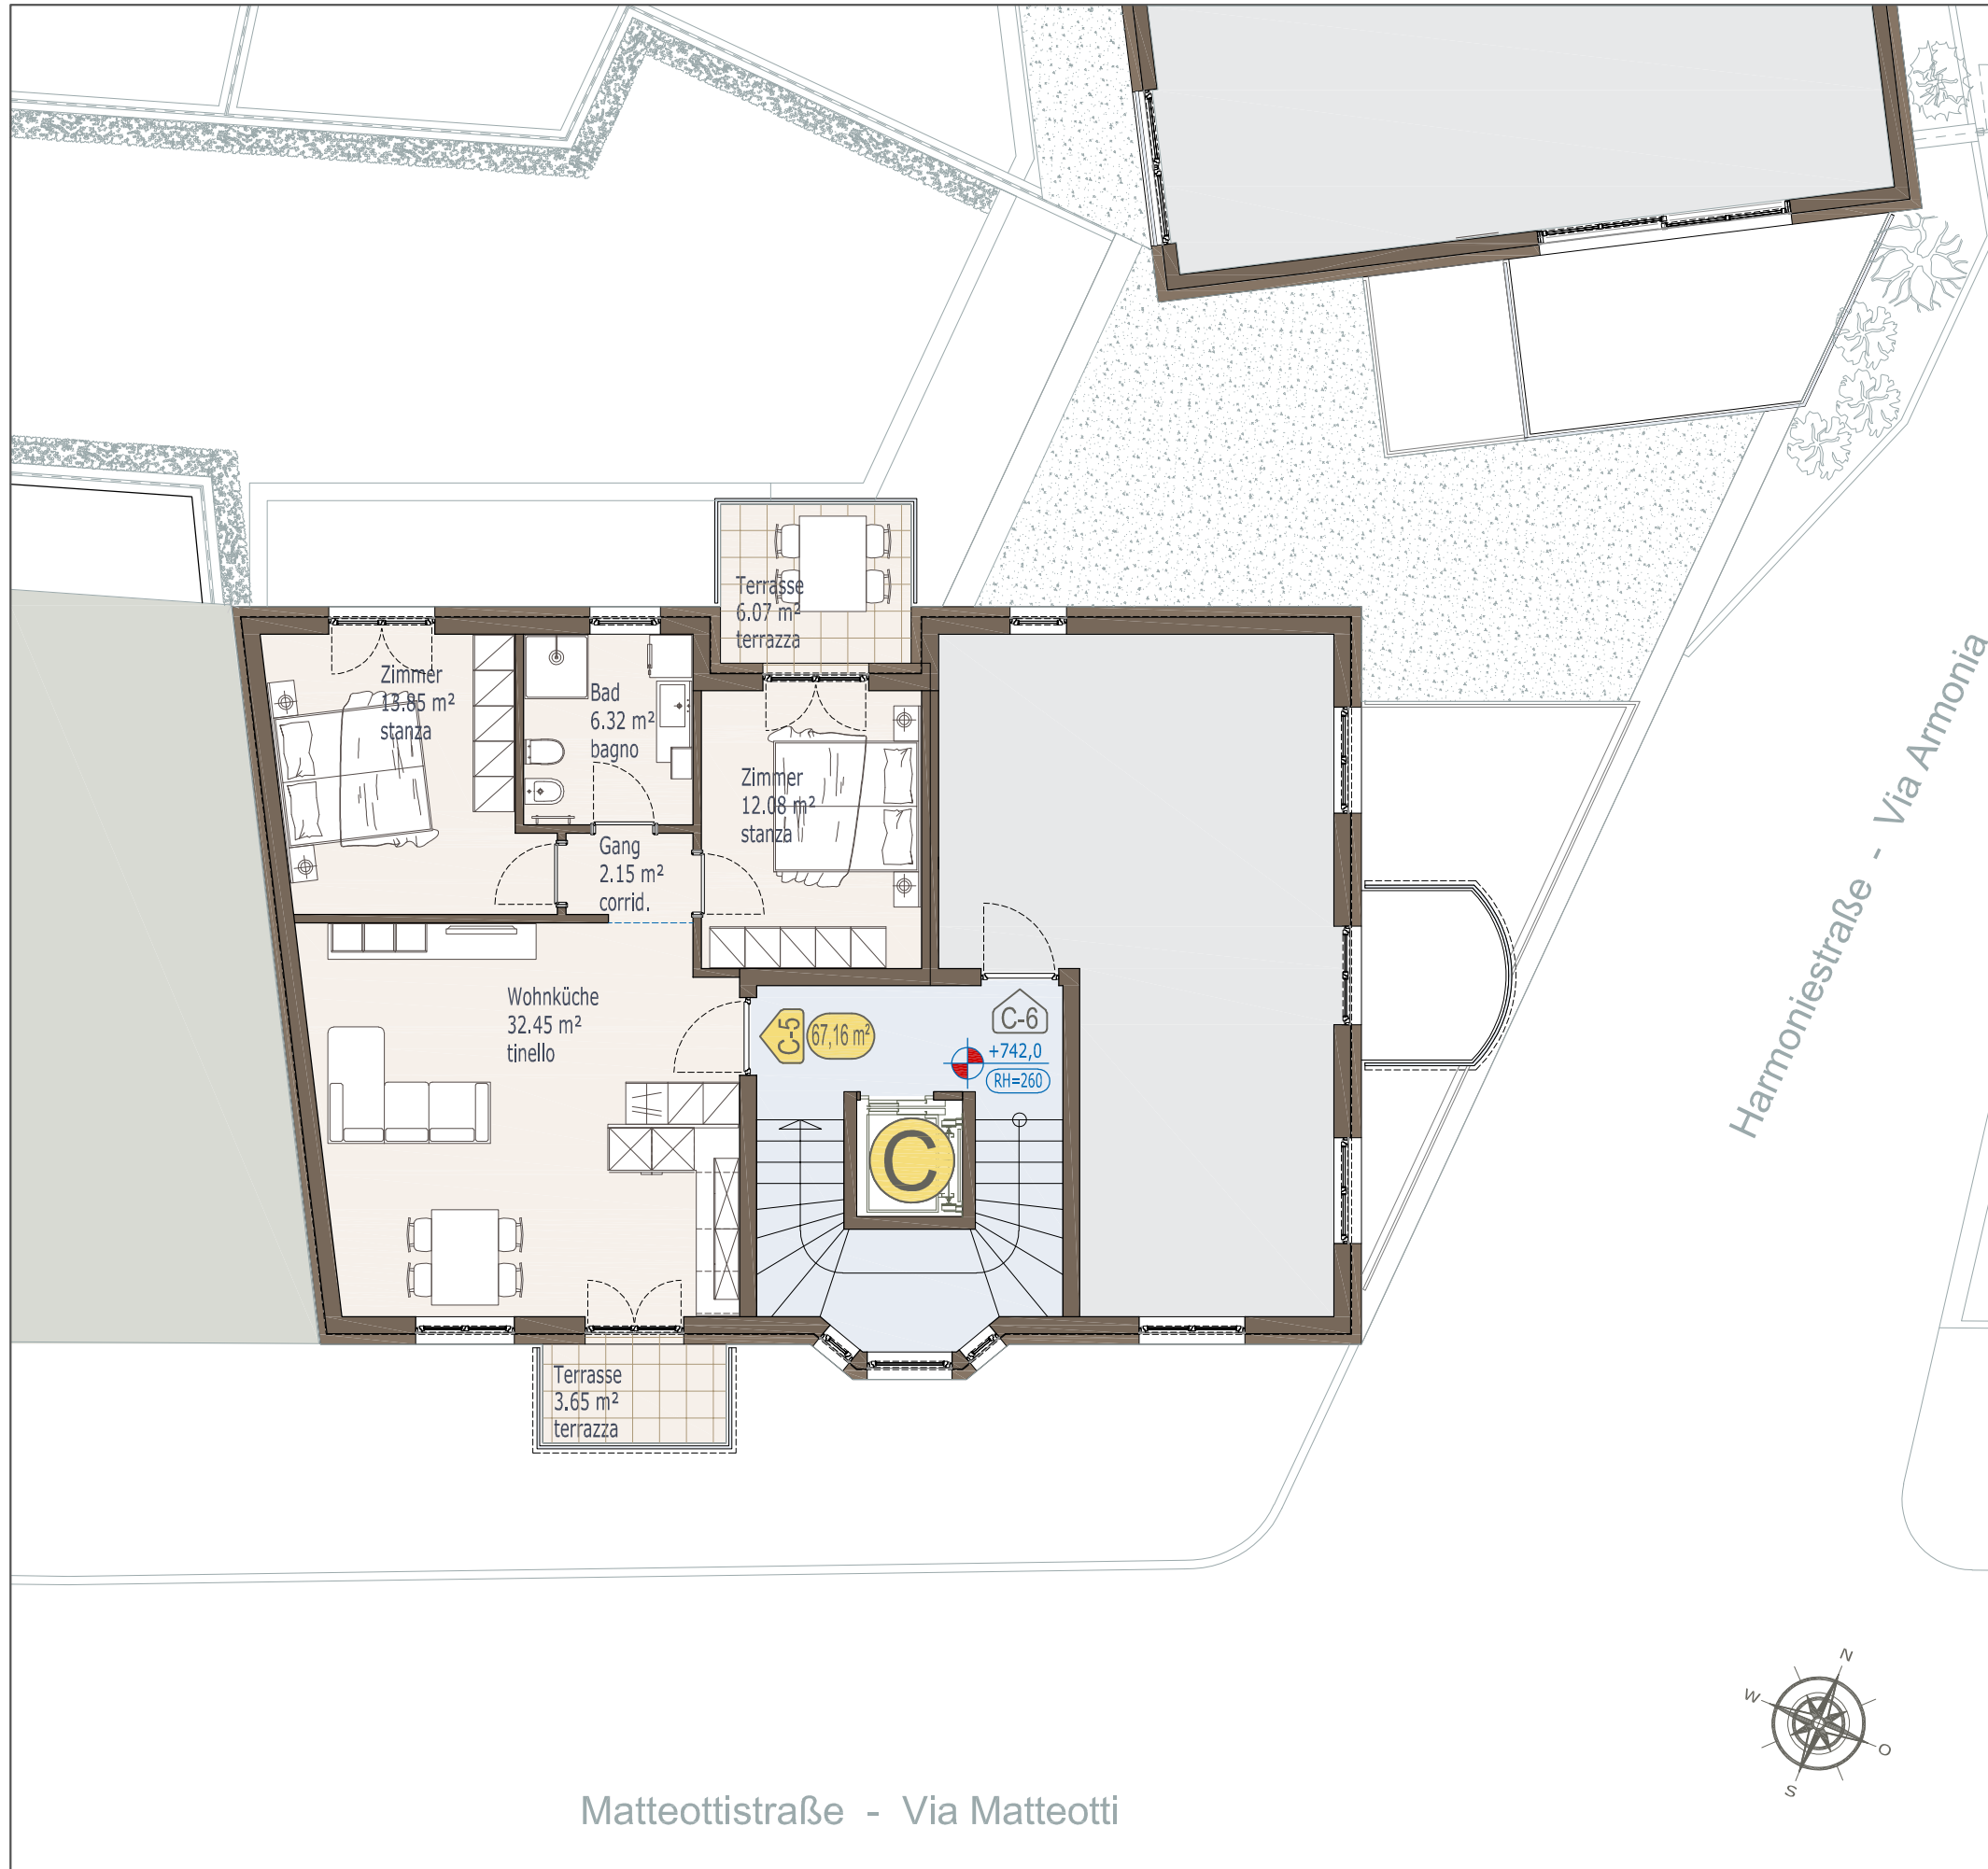 Terrasse
6.07 m²
terrazza
Zimmer
13.85 m²
stanza
Bad
6.32 m²
bagno
Zimmer
12.08 m²
stanza
Gang
2.15 m²
corrid.
Wohnküche
32.45 m²
tinello
C-5
67,16 m²
C-6
+742,0
RH=260
C
Terrasse
3.65 m²
terrazza
Harmoniestraße - Via Armonia
N
W
O
S
Matteottistraße - Via Matteotti